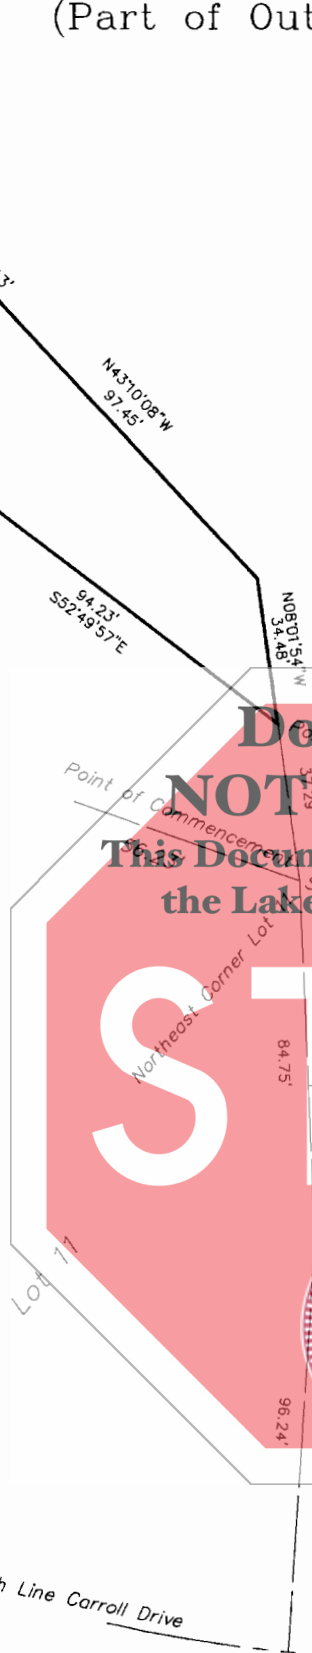 (Part of Out
3'
N43°10'08"W
97.45'
94.23'
S52°49'57"E
N08°01'54"W
34.48'
Do
Point of Commencement
NOT
This Docum
the Lake
Northeast Corner Lot
ST
84.75'
Lot 11
96.24'
h Line Carroll Drive